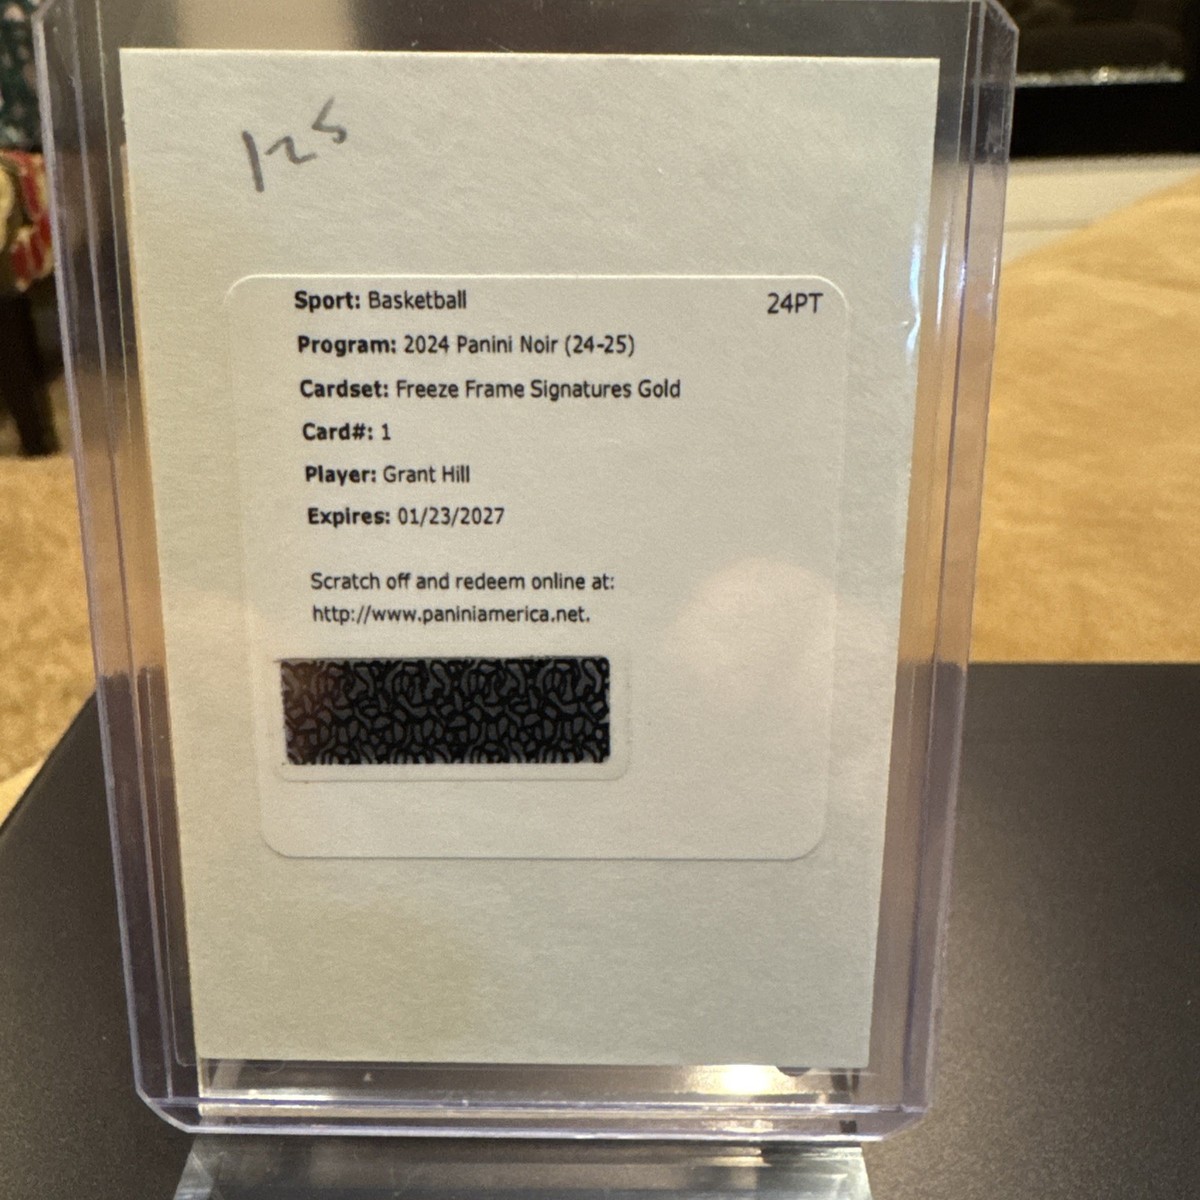 125
Sport: Basketball 24PT
Program: 2024 Panini Noir (24-25)
Cardset: Freeze Frame Signatures Gold
Card#: 1
Player: Grant Hill
Expires: 01/23/2027
Scratch off and redeem online at:
http://www.paniniamerica.net.